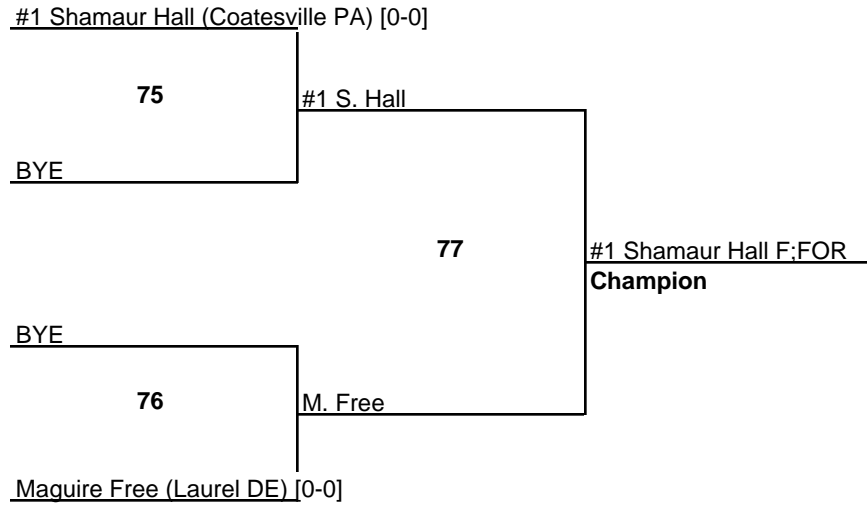 #1 Shamaur Hall (Coatesville PA) [0-0]
75
#1 S. Hall
BYE
77
#1 Shamaur Hall F;FOR
Champion
BYE
76
M. Free
Maguire Free (Laurel DE) [0-0]